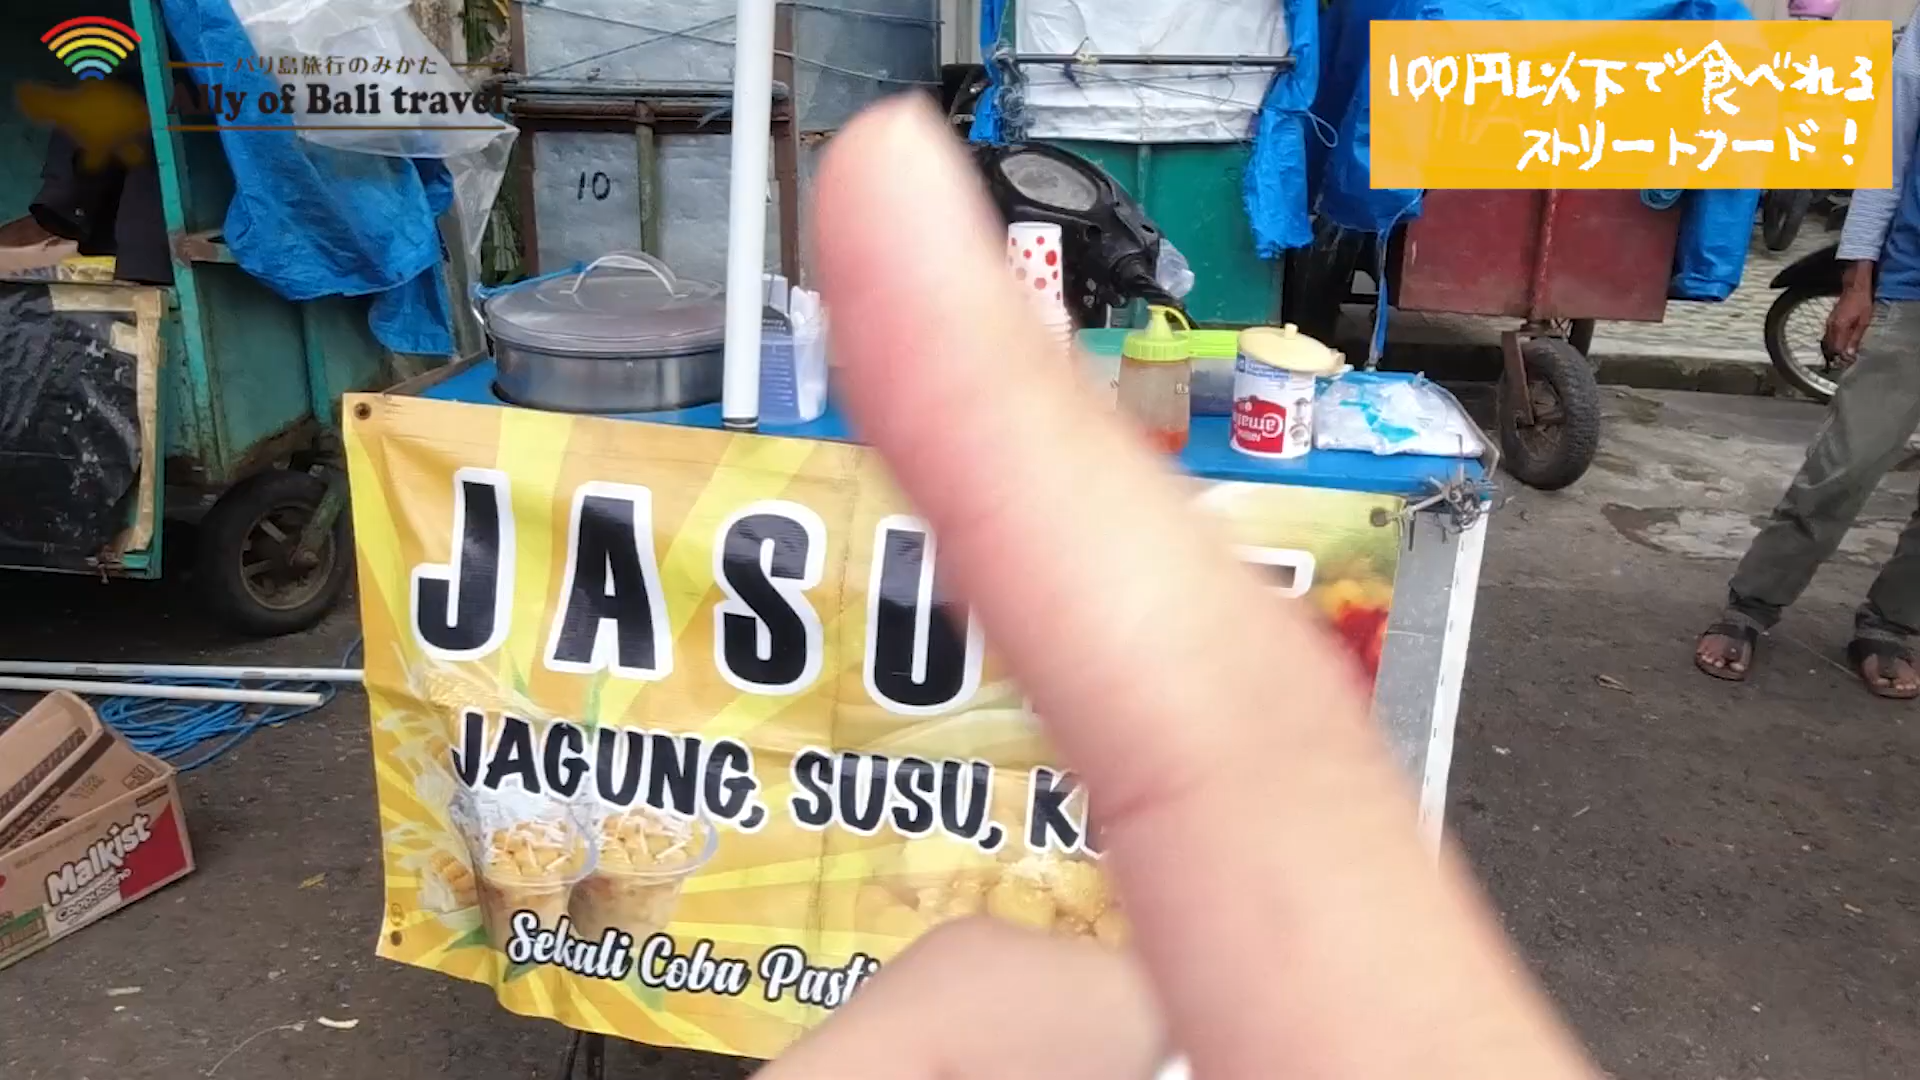 バリ島旅行のみかた
Ally of Bali travel
100円以下で食べれる
ストリートフード!
10
JASU
JAGUNG, SUSU, K
Sekali Coba Pasti
Malkist
Cappuccino